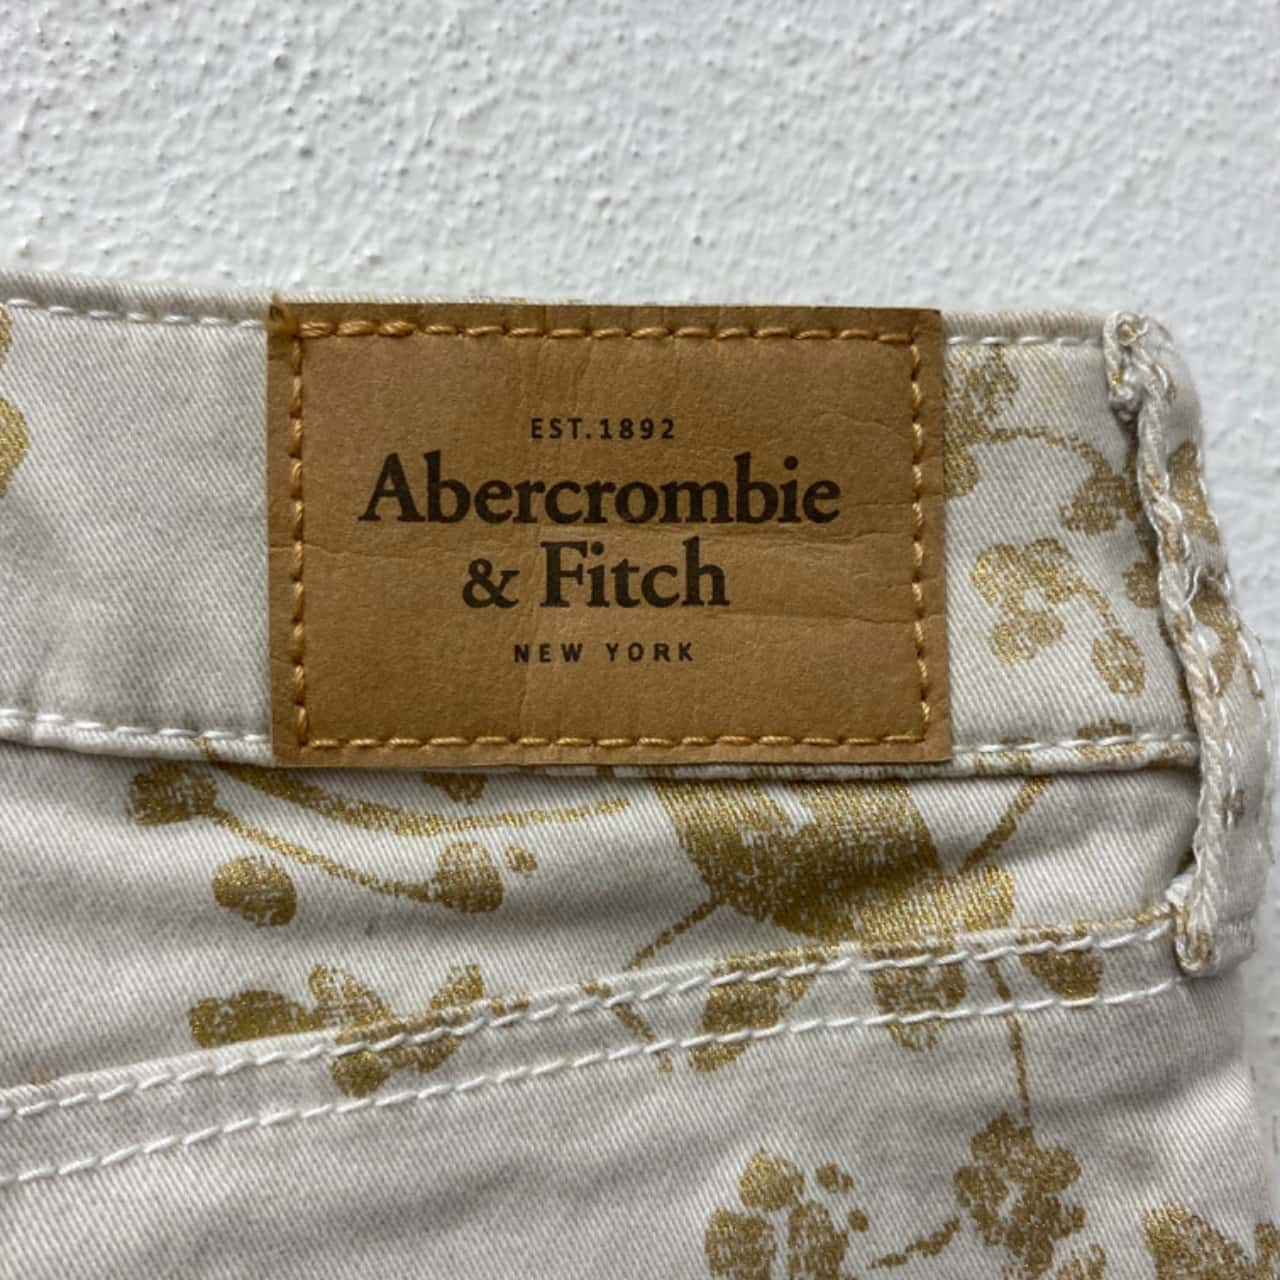 EST. 1892
Abercrombie
& Fitch
NEW YORK